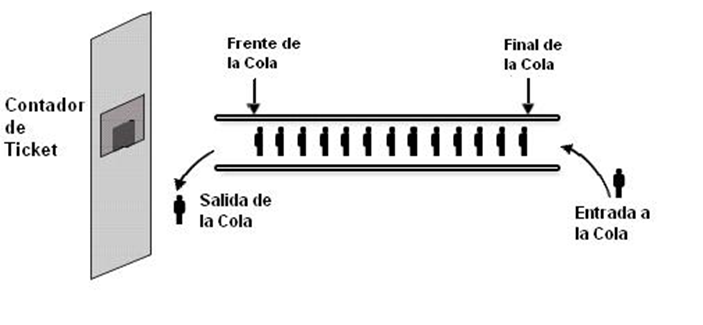 Frente de
la Cola
Final de
la Cola
Contador
de
Ticket
Salida de
la Cola
Entrada a
la Cola